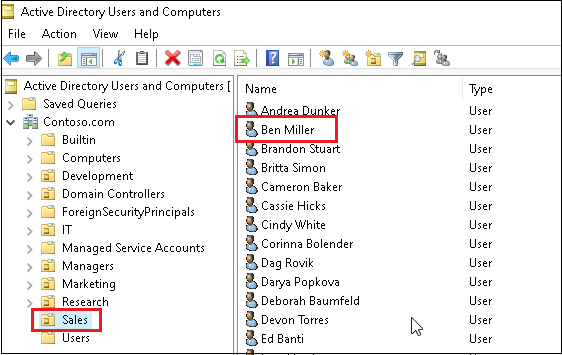 Active Directory Users and Computers
File Action View Help
Active Directory Users and Computers [
Saved Queries
Contoso.com
Builtin
Computers
Development
Domain Controllers
ForeignSecurityPrincipals
IT
Managed Service Accounts
Managers
Marketing
Research
Sales
Users
Name Type
Andrea Dunker User
Ben Miller User
Brandon Stuart User
Britta Simon User
Cameron Baker User
Cassie Hicks User
Cindy White User
Corinna Bolender User
Dag Rovik User
Darya Popkova User
Deborah Baumfeld User
Devon Torres User
Ed Banti User